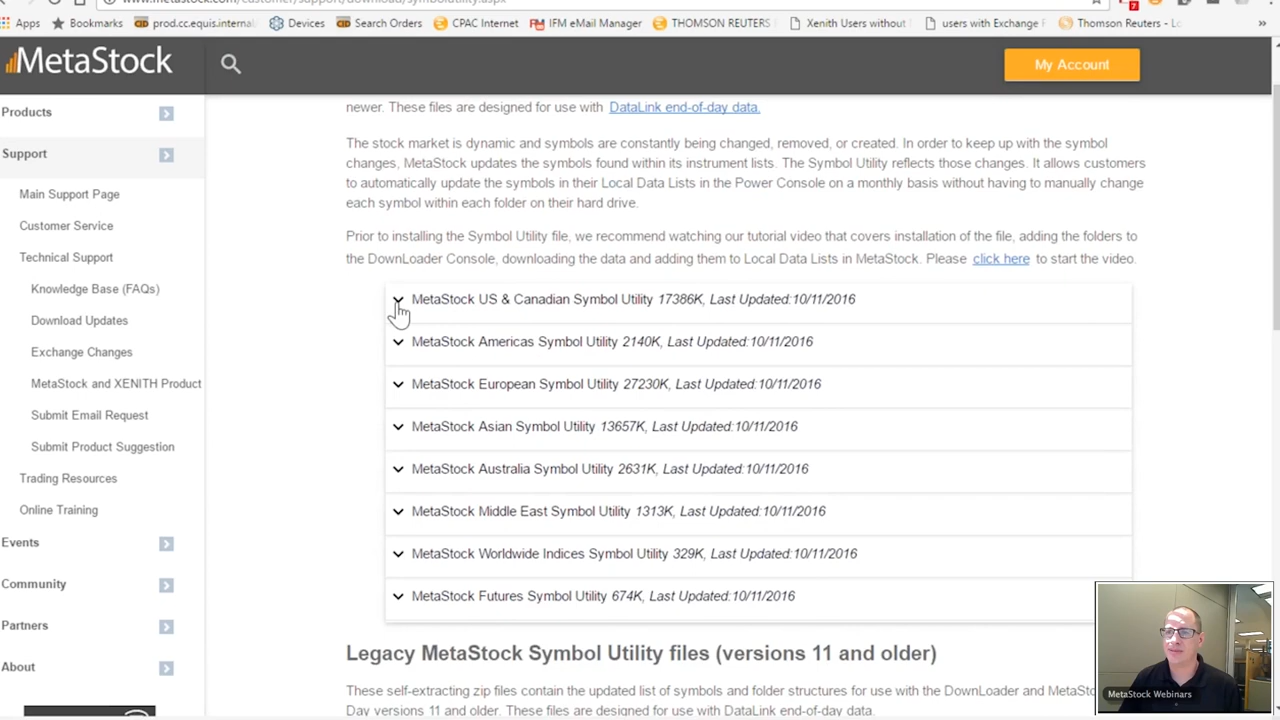 www.metastock.com/customer/support/download/symbolutility.aspx
Apps Bookmarks prod.cc.equis.internal Devices Search Orders CPAC Internet IFM eMail Manager THOMSON REUTERS Xenith Users without users with Exchange F Thomson Reuters - Lo »
7
MetaStock My Account
Products
Support
Main Support Page
Customer Service
Technical Support
Knowledge Base (FAQs)
Download Updates
Exchange Changes
MetaStock and XENITH Product
Submit Email Request
Submit Product Suggestion
Trading Resources
Online Training
Events
Community
Partners
About
newer. These files are designed for use with DataLink end-of-day data.
The stock market is dynamic and symbols are constantly being changed, removed, or created. In order to keep up with the symbol
changes, MetaStock updates the symbols found within its instrument lists. The Symbol Utility reflects those changes. It allows customers
to automatically update the symbols in their Local Data Lists in the Power Console on a monthly basis without having to manually change
each symbol within each folder on their hard drive.
Prior to installing the Symbol Utility file, we recommend watching our tutorial video that covers installation of the file, adding the folders to
the DownLoader Console, downloading the data and adding them to Local Data Lists in MetaStock. Please click here to start the video.
MetaStock US & Canadian Symbol Utility 17386K, Last Updated:10/11/2016
MetaStock Americas Symbol Utility 2140K, Last Updated:10/11/2016
MetaStock European Symbol Utility 27230K, Last Updated:10/11/2016
MetaStock Asian Symbol Utility 13657K, Last Updated:10/11/2016
MetaStock Australia Symbol Utility 2631K, Last Updated:10/11/2016
MetaStock Middle East Symbol Utility 1313K, Last Updated:10/11/2016
MetaStock Worldwide Indices Symbol Utility 329K, Last Updated:10/11/2016
MetaStock Futures Symbol Utility 674K, Last Updated:10/11/2016
Legacy MetaStock Symbol Utility files (versions 11 and older)
These self-extracting zip files contain the updated list of symbols and folder structures for use with the DownLoader and MetaSto
Day versions 11 and older. These files are designed for use with DataLink end-of-day data.
MetaStock Webinars